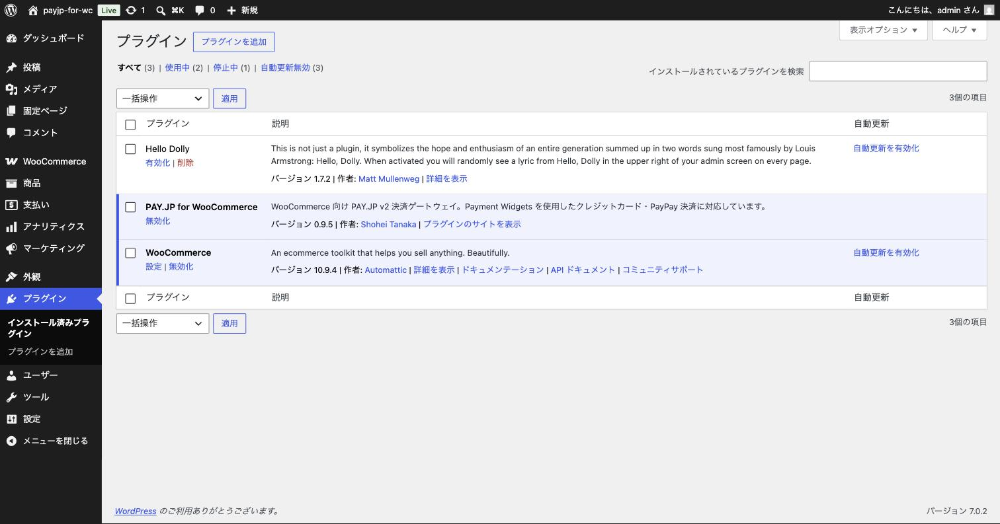 payjp-for-wc Live 1 ⌘K 0 新規 こんにちは、admin さん
ダッシュボード
投稿
メディア
固定ページ
コメント
WooCommerce
商品
支払い
アナリティクス
マーケティング
外観
プラグイン
インストール済みプラ
グイン
プラグインを追加
ユーザー
ツール
設定
メニューを閉じる
表示オプション ▼ ヘルプ ▼
プラグイン プラグインを追加
すべて (3) | 使用中 (2) | 停止中 (1) | 自動更新無効 (3)
インストールされているプラグインを検索
一括操作 適用 3個の項目
プラグイン 説明 自動更新
Hello Dolly
有効化 | 削除
This is not just a plugin, it symbolizes the hope and enthusiasm of an entire generation summed up in two words sung most famously by Louis
Armstrong: Hello, Dolly. When activated you will randomly see a lyric from Hello, Dolly in the upper right of your admin screen on every page.
バージョン 1.7.2 | 作者: Matt Mullenweg | 詳細を表示
自動更新を有効化
PAY.JP for WooCommerce
無効化
WooCommerce 向け PAY.JP v2 決済ゲートウェイ。Payment Widgets を使用したクレジットカード・PayPay 決済に対応しています。
バージョン 0.9.5 | 作者: Shohei Tanaka | プラグインのサイトを表示
WooCommerce
設定 | 無効化
An ecommerce toolkit that helps you sell anything. Beautifully.
バージョン 10.9.4 | 作者: Automattic | 詳細を表示 | ドキュメンテーション | API ドキュメント | コミュニティサポート
自動更新を有効化
プラグイン 説明 自動更新
一括操作 適用 3個の項目
WordPress のご利用ありがとうございます。 バージョン 7.0.2